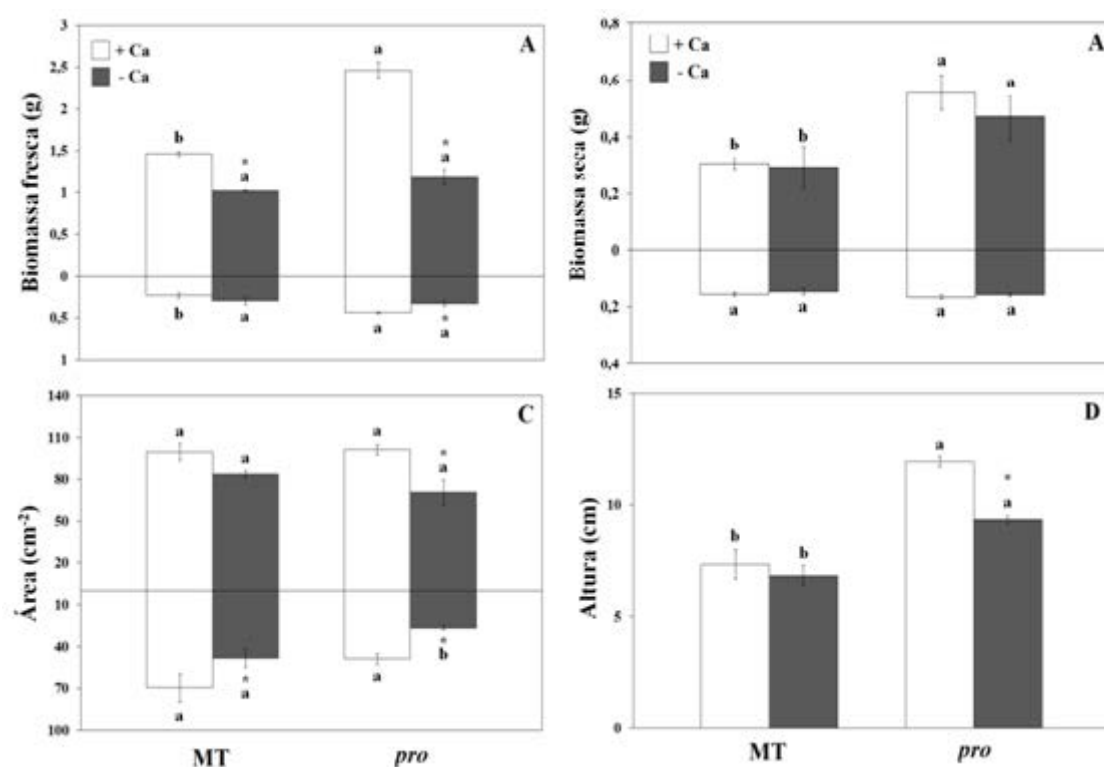 Biomassa fresca (g)
3
2,5
2
1,5
1
0,5
0
0,5
1
+ Ca
- Ca
A
b
*
a
a
*
a
b
a
a
*
a
Biomassa seca (g)
0,8
0,6
0,4
0,2
0
0,2
0,4
+ Ca
- Ca
A
b
b
a
a
a
a
a
a
Área (cm⁻²)
140
110
80
50
20
10
40
70
100
C
a
a
a
*
a
a
*
a
a
*
b
MT
pro
Altura (cm)
15
10
5
0
D
b
b
a
*
a
MT
pro